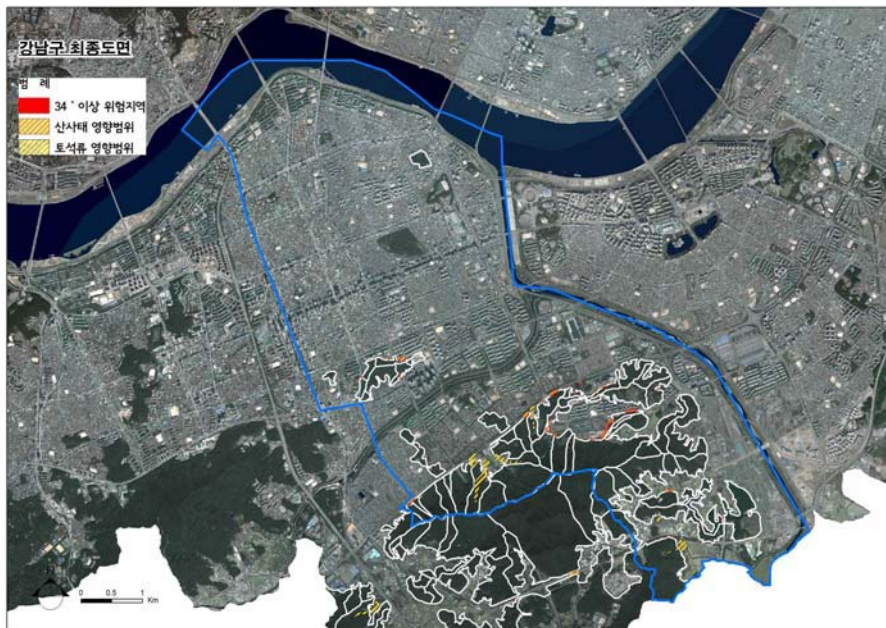 강남구 최종도면
범 례
34˚이상 위험지역
산사태 영향범위
토석류 영향범위
0 0.5 1
Km